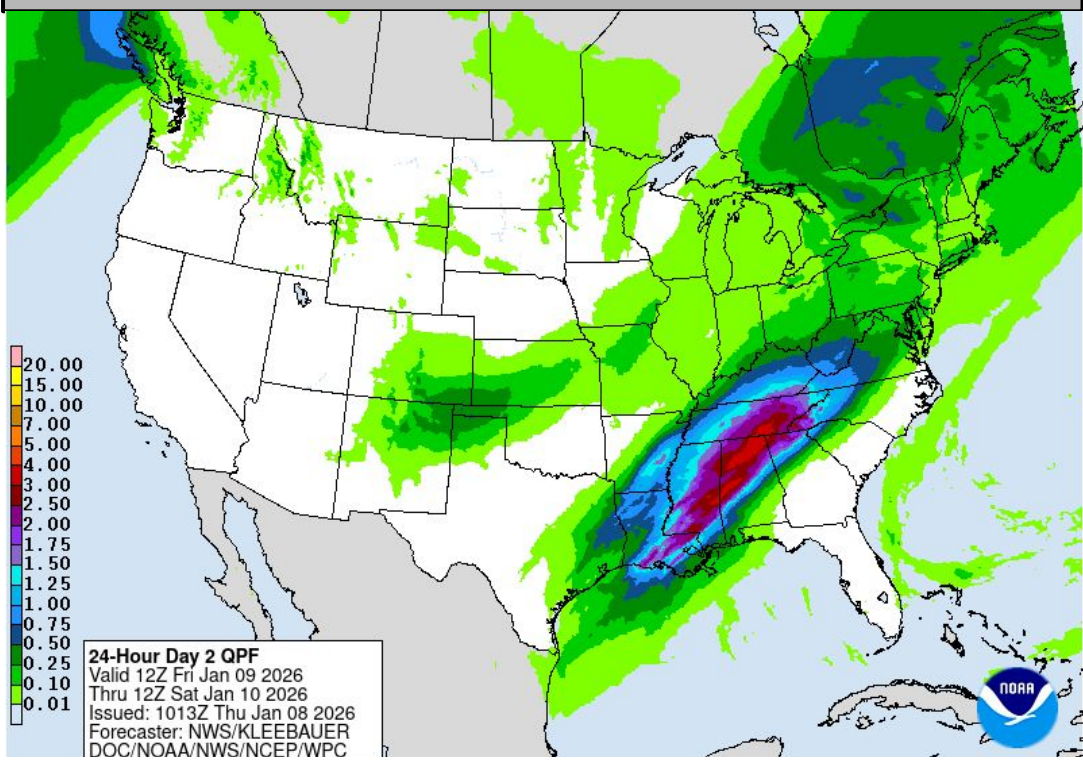 20.00
15.00
10.00
7.00
5.00
4.00
3.00
2.50
2.00
1.75
1.50
1.25
1.00
0.75
0.50
0.25
0.10
0.01
24-Hour Day 2 QPF
Valid 12Z Fri Jan 09 2026
Thru 12Z Sat Jan 10 2026
Issued: 1013Z Thu Jan 08 2026
Forecaster: NWS/KLEEBAUER
DOC/NOAA/NWS/NCEP/WPC
NOAA